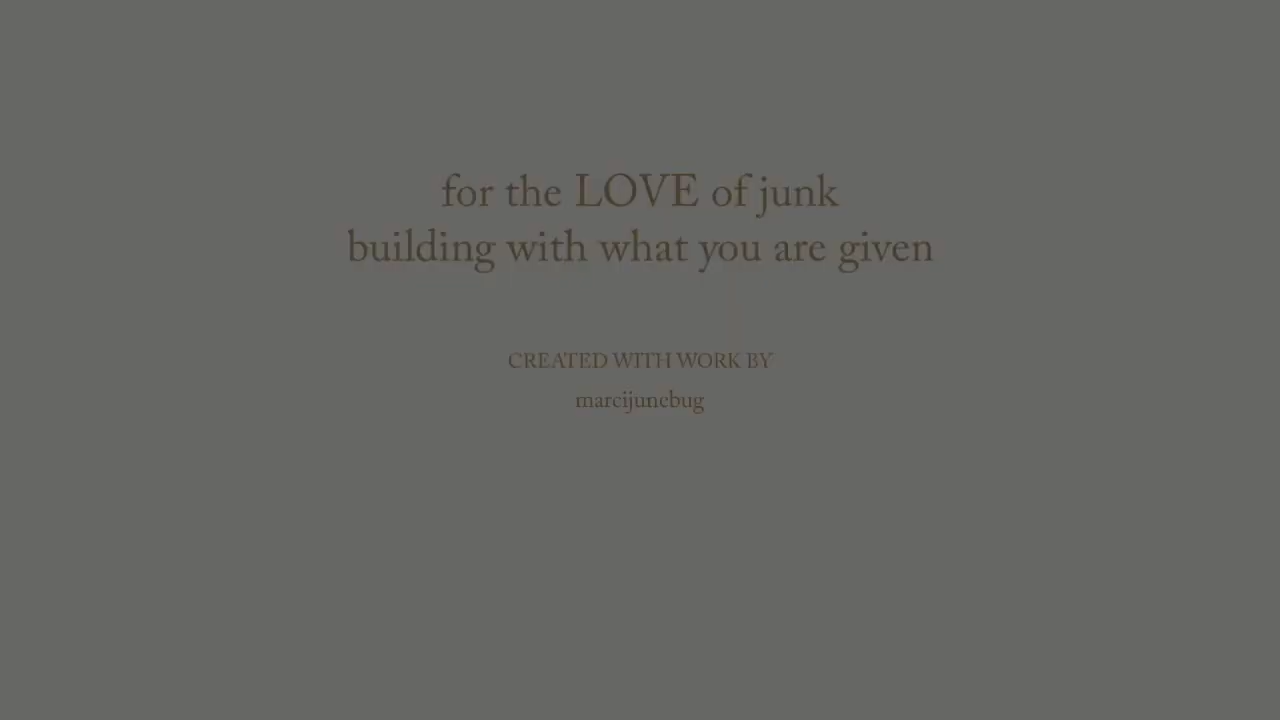 for the LOVE of junk
building with what you are given
CREATED WITH WORK BY
marcijunebug